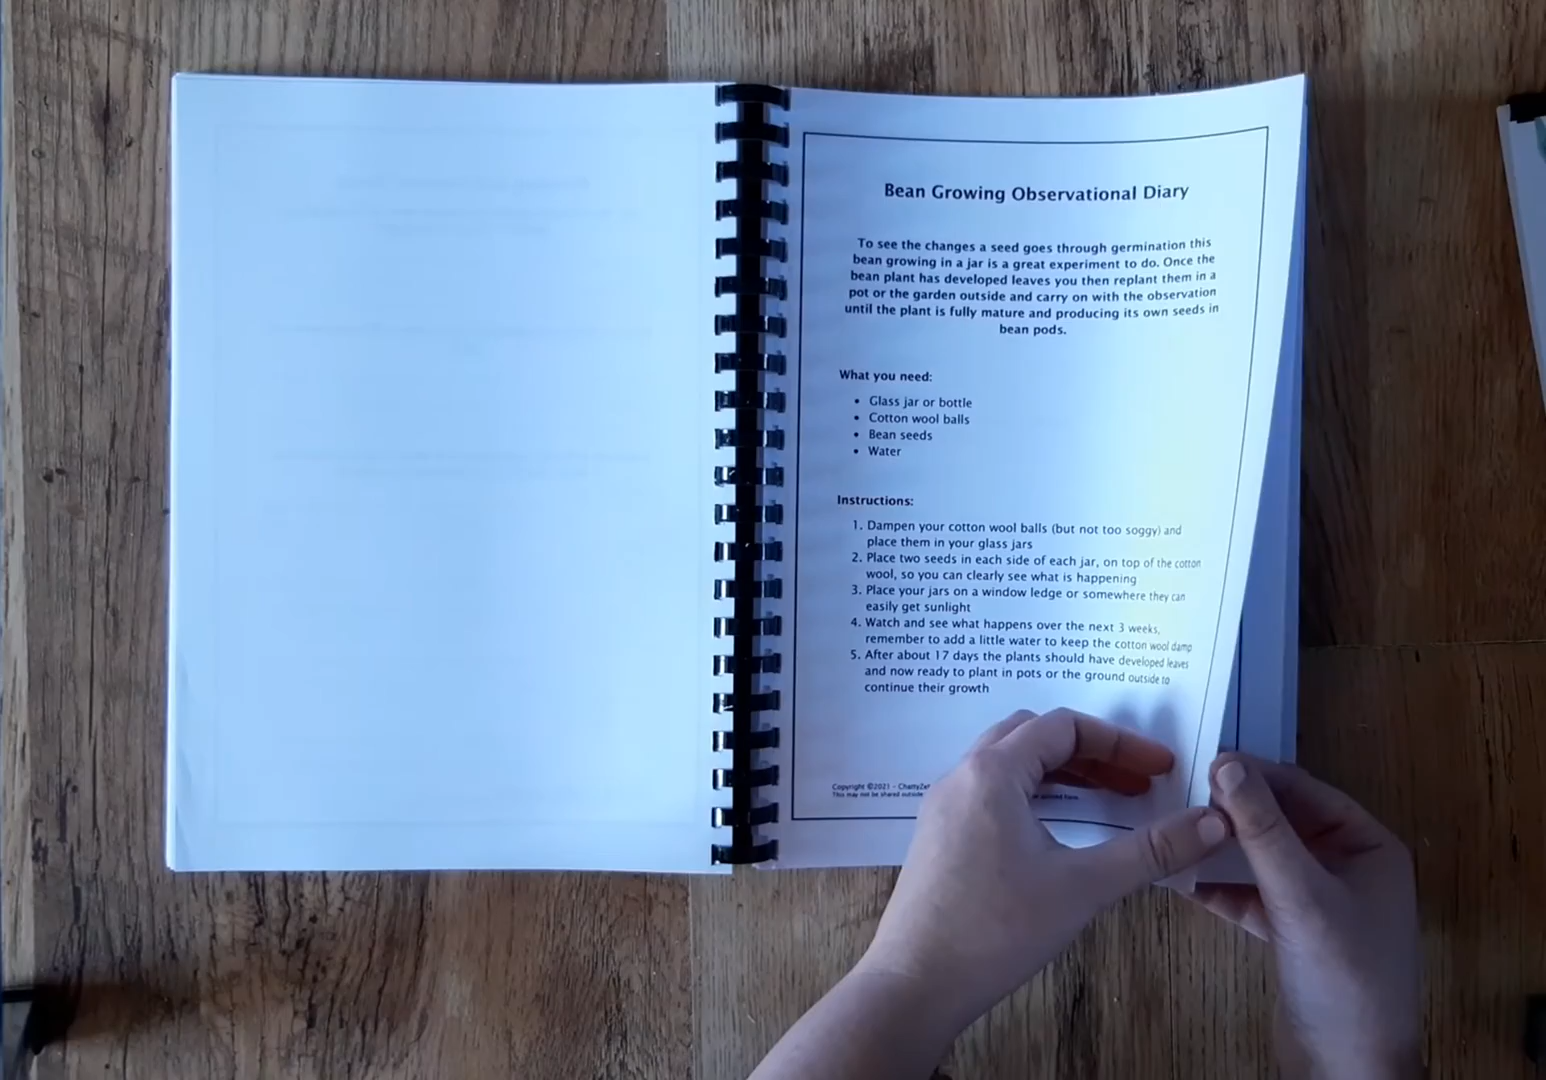 Bean Growing Observational Diary
To see the changes a seed goes through germination this
bean growing in a jar is a great experiment to do. Once the
bean plant has developed leaves you then replant them in a
pot or the garden outside and carry on with the observation
until the plant is fully mature and producing its own seeds in
bean pods.
What you need:
• Glass jar or bottle
• Cotton wool balls
• Bean seeds
• Water
Instructions:
1. Dampen your cotton wool balls (but not too soggy) and
place them in your glass jars
2. Place two seeds in each side of each jar, on top of the cotton
wool, so you can clearly see what is happening
3. Place your jars on a window ledge or somewhere they can
easily get sunlight
4. Watch and see what happens over the next 3 weeks,
remember to add a little water to keep the cotton wool damp
5. After about 17 days the plants should have developed leaves
and now ready to plant in pots or the ground outside to
continue their growth
Copyright ©2021 -
This may not be shared outside